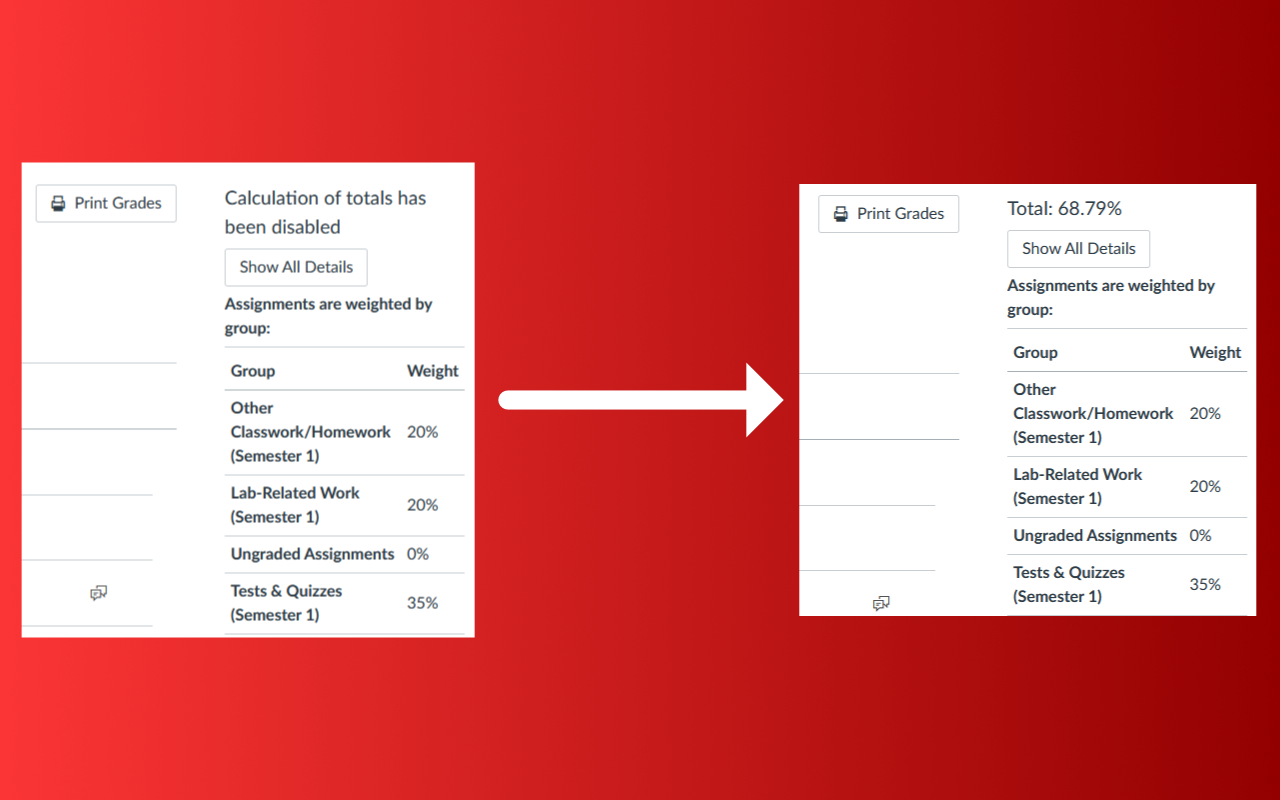 Print Grades
Calculation of totals has
been disabled
Show All Details
Assignments are weighted by
group:
Group Weight
Other
Classwork/Homework 20%
(Semester 1)
Lab-Related Work
(Semester 1) 20%
Ungraded Assignments 0%
Tests & Quizzes
(Semester 1) 35%
Print Grades
Total: 68.79%
Show All Details
Assignments are weighted by
group:
Group Weight
Other
Classwork/Homework 20%
(Semester 1)
Lab-Related Work
(Semester 1) 20%
Ungraded Assignments 0%
Tests & Quizzes
(Semester 1) 35%